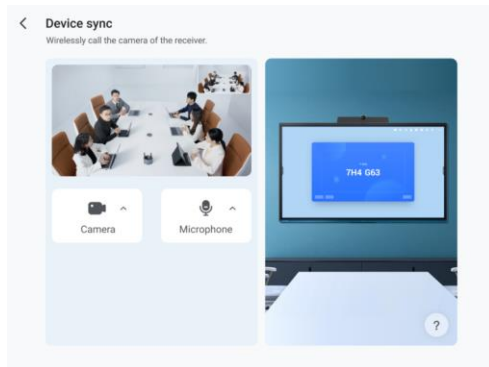 Device sync
Wirelessly call the camera of the receiver.
7H4 G63
Camera
Microphone
?